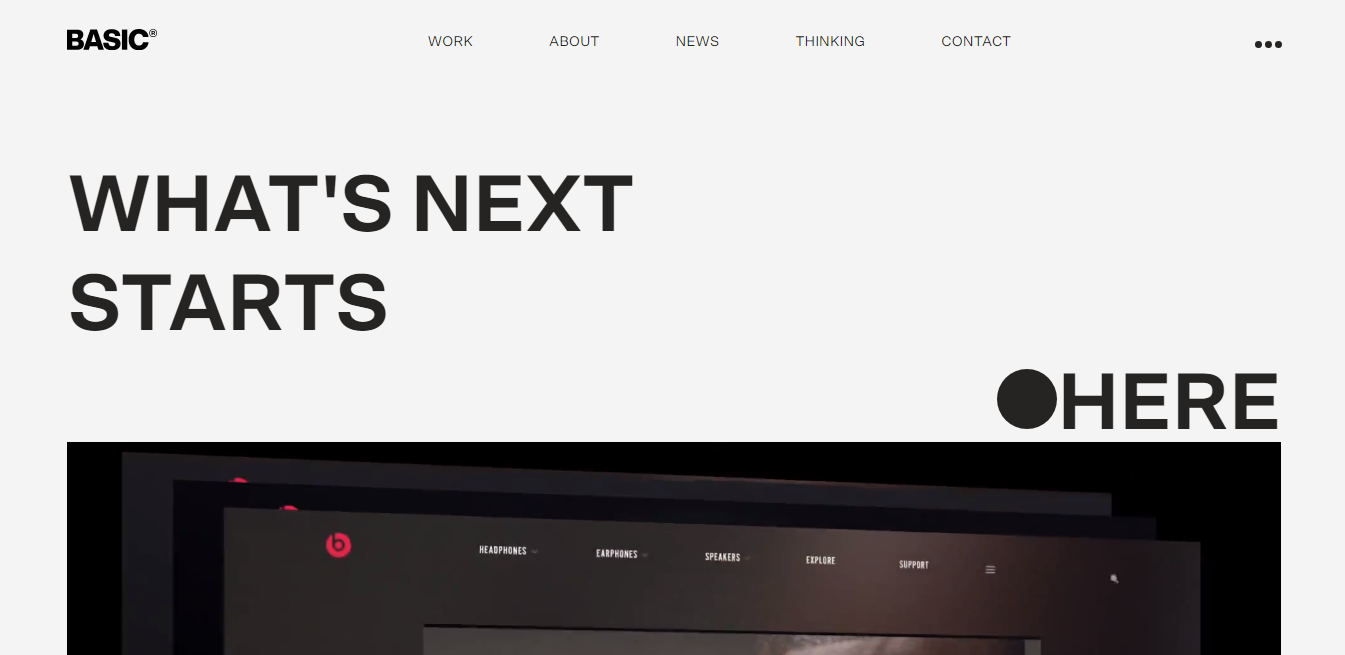 BASIC®
WORK ABOUT NEWS THINKING CONTACT
WHAT'S NEXT
STARTS
HERE
HEADPHONES EARPHONES SPEAKERS EXPLORE SUPPORT